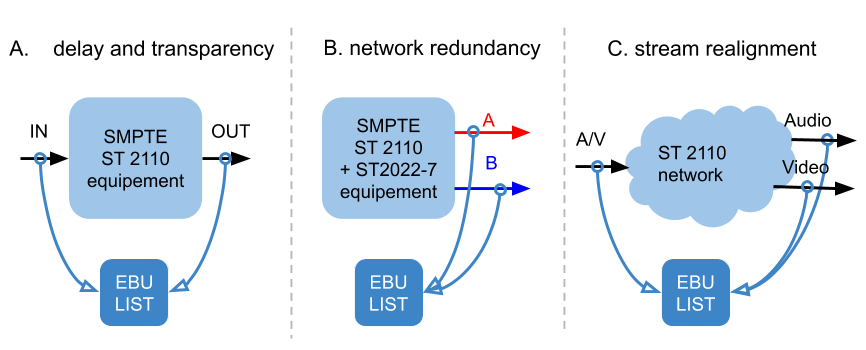 A. delay and transparency
IN
OUT
SMPTE
ST 2110
equipement
EBU
LIST
B. network redundancy
SMPTE
ST 2110
+ ST2022-7
equipement
A
B
EBU
LIST
C. stream realignment
A/V
ST 2110
network
Audio
Video
EBU
LIST